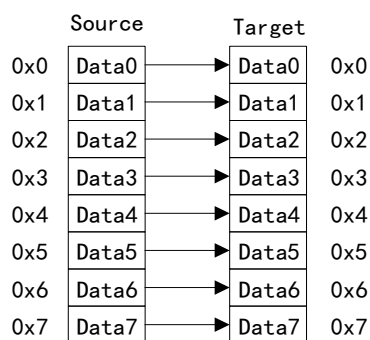 Source Target
0x0 Data0 Data0 0x0
0x1 Data1 Data1 0x1
0x2 Data2 Data2 0x2
0x3 Data3 Data3 0x3
0x4 Data4 Data4 0x4
0x5 Data5 Data5 0x5
0x6 Data6 Data6 0x6
0x7 Data7 Data7 0x7